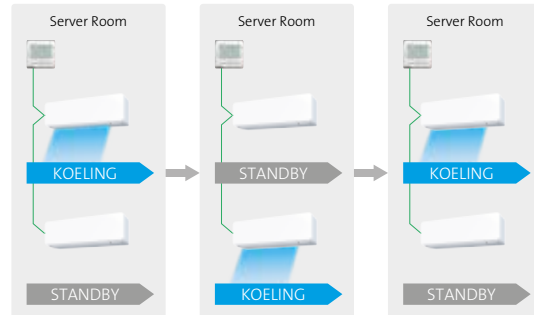 Server Room
KOELING
STANDBY
Server Room
STANDBY
KOELING
Server Room
KOELING
STANDBY